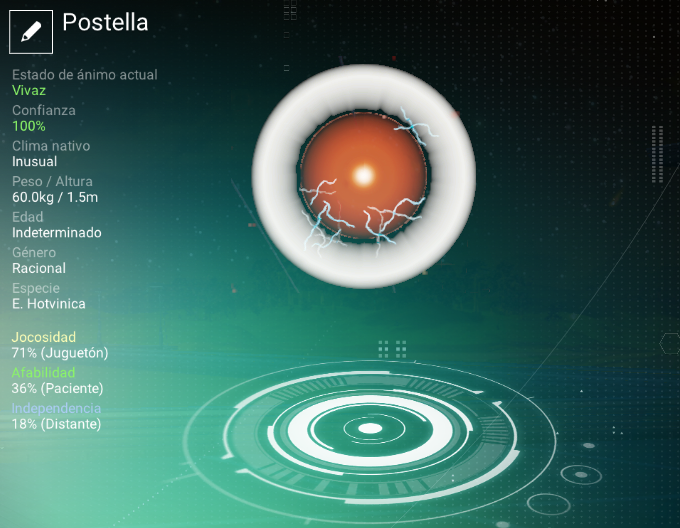 Postella
Estado de ánimo actual
Vivaz
Confianza
100%
Clima nativo
Inusual
Peso / Altura
60.0kg / 1.5m
Edad
Indeterminado
Género
Racional
Especie
E. Hotvinica
Jocosidad
71% (Juguetón)
Afabilidad
36% (Paciente)
Independencia
18% (Distante)